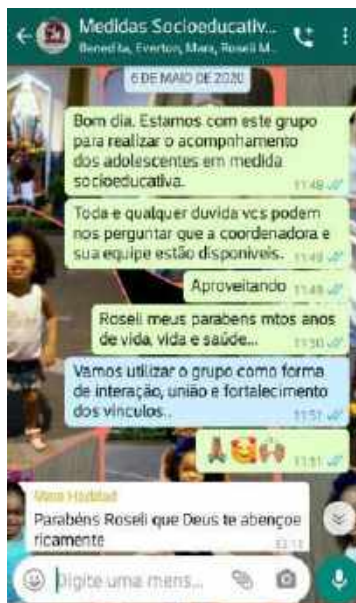 Medidas Socioeducativ...
Benedita, Everton, Mara, Roseli M...
6 DE MAIO DE 2020
Bom dia. Estamos com este grupo
para realizar o acompnhamento
dos adolescentes em medida
socioeducativa.
11:48
Toda e qualquer duvida vcs podem
nos perguntar que a coordenadora e
sua equipe estão disponiveis.
11:49
Aproveitando
11:49
Roseli meus parabens mtos anos
de vida, vida e saúde...
11:50
Vamos utilizar o grupo como forma
de interação, união e fortalecimento
dos vinculos..
11:51
11:51
Mara Haddad
Parabéns Roseli que Deus te abençoe
ricamente
Digite uma mens...